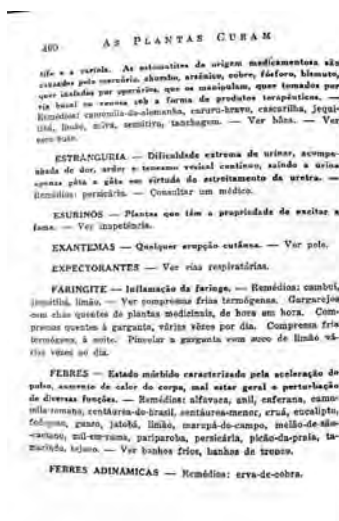 460 AS PLANTAS CURAM
tifo e a varíola. As estomatites de origem medicamentosa são
causadas pelo mercúrio, chumbo, arsênico, cobre, fósforo, bismuto,
quer inalados por operários, que os manipulam, quer tomados por
via bucal ou venosa sob a forma de produtos terapêuticos. —
Remédios: camomila-da-alemanha, caruru-bravo, cascarilha, jequi-
tibá, limão, malva, sensitiva, tanchagem. — Ver bôca. — Ver
ESTRANGÚRIA — Dificuldade extrema de urinar, acompa-
nhada de dor, ardor e tenesmo vesical contínuo, saindo a urina
apenas gôta a gôta em virtude do estreitamento da uretra. —
Remédios: persicária. — Consultar um médico.
ESURINOS — Plantas que têm a propriedade de excitar a
fome. — Ver inapetência.
EXANTEMAS — Qualquer erupção cutânea. — Ver pele.
EXPECTORANTES — Ver vias respiratórias.
FARINGITE — Inflamação da faringe. — Remédios: cambuí,
jequitibá, limão. — Ver compressas frias termógenas. Gargarejos
com chás quentes de plantas medicinais, de hora em hora. Com-
pressas quentes à garganta, várias vêzes por dia. Compressa fria
termógena, à noite. Pincelar a garganta com suco de limão vá-
rias vêzes ao dia.
FEBRES — Estado mórbido caracterizado pela aceleração do
pulso, aumento de calor do corpo, mal estar geral e perturbação
de diversas funções. — Remédios: alfavaca, anil, caferana, camo-
mila-romana, centáurea-do-brasil, centáurea-menor, cruá, eucalipto,
fedegoso, guaco, jatobá, limão, marupá-do-campo, melão-de-são-
caetano, mil-em-rama, pariparoba, persicária, picão-da-praia, ta-
marindo, tejuco. — Ver banhos frios, banhos de tronco.
FEBRES ADINÂMICAS — Remédios: erva-de-cobra.